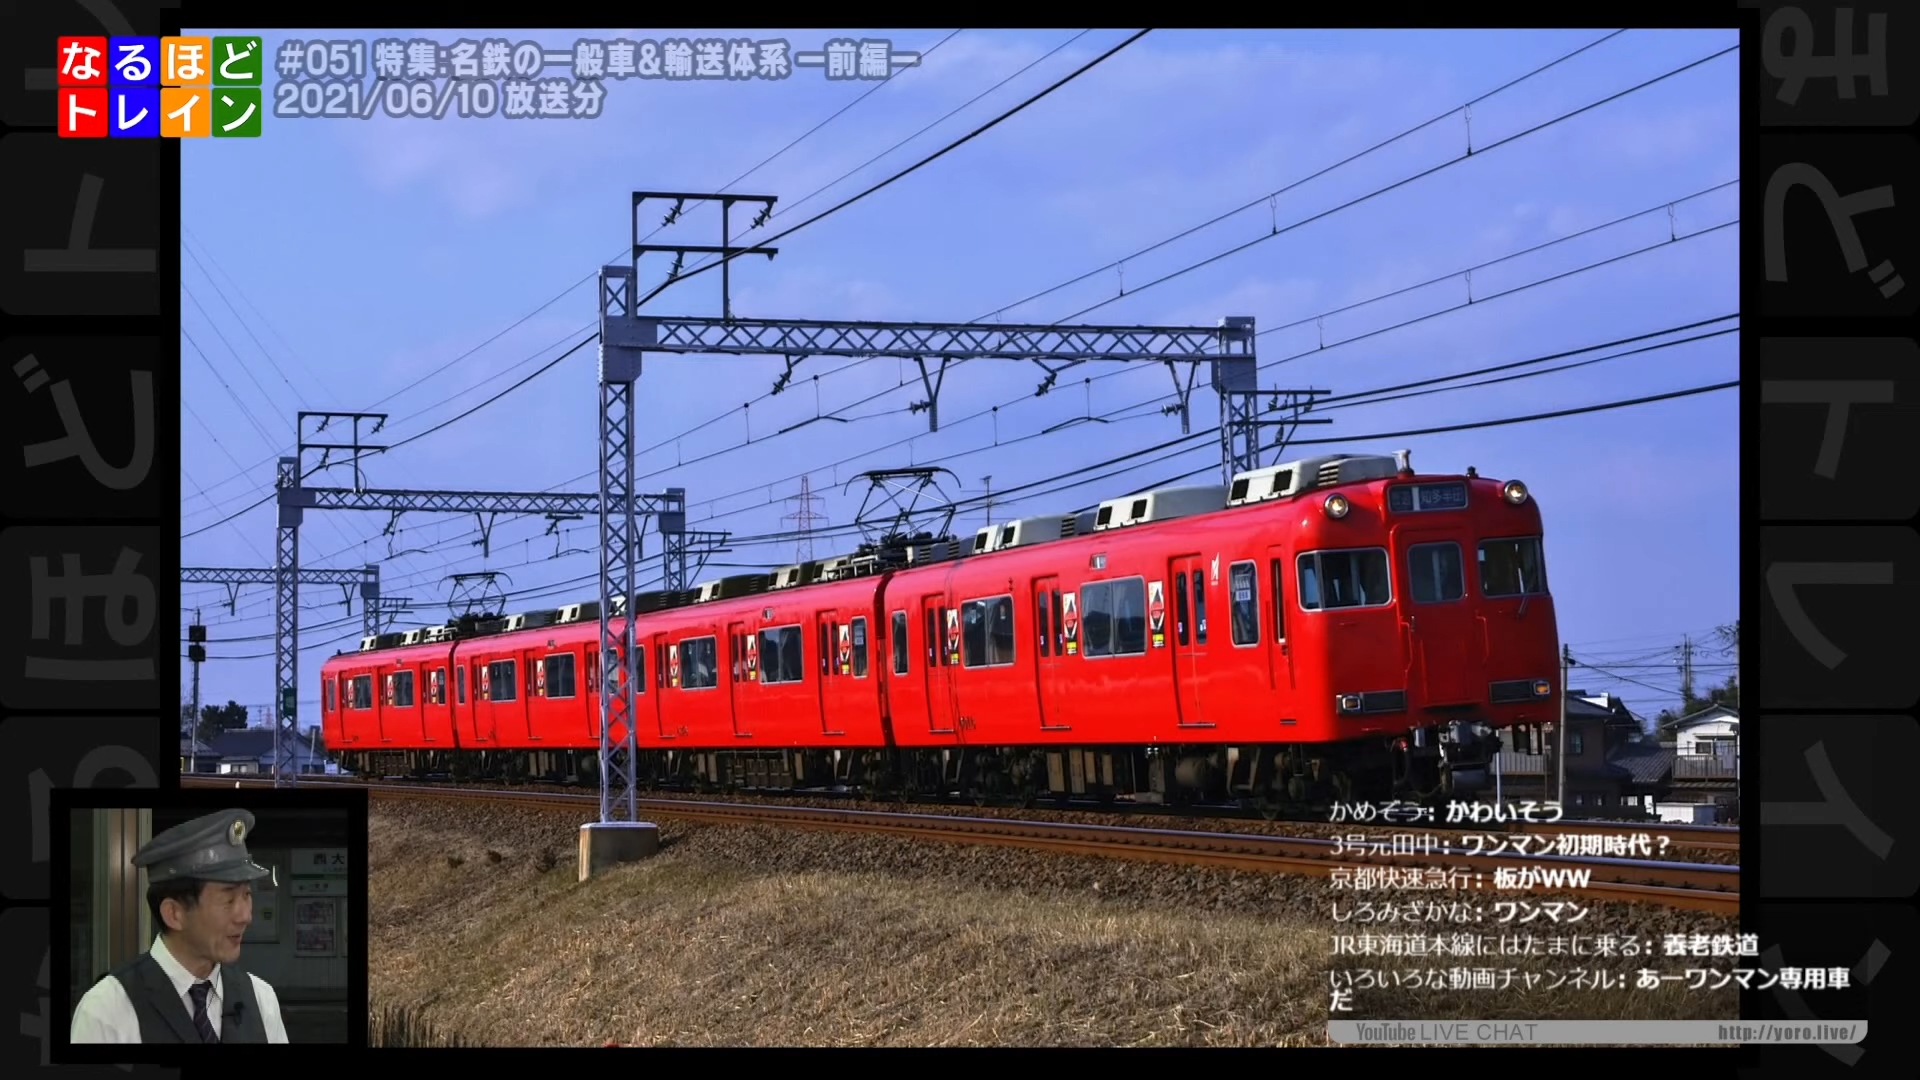 なるほど
トレイン
#051 特集:名鉄の一般車&輸送体系 ー前編ー
2021/06/10 放送分
知多半田
西大
かめぞう: かわいそう
3号元田中: ワンマン初期時代?
京都快速急行: 板がWW
しろみざかな: ワンマン
JR東海道本線にはたまに乗る: 養老鉄道
いろいろな動画チャンネル: あーワンマン専用車
だ
YouTube LIVE CHAT
http://yoro.live/